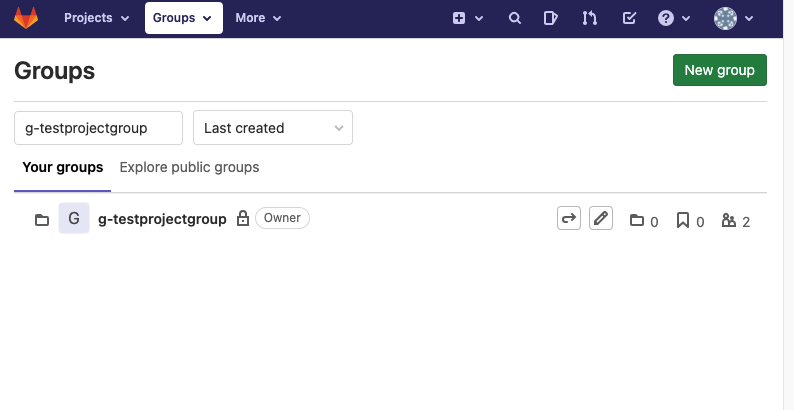 Projects Groups More
Groups
New group
g-testprojectgroup Last created
Your groups Explore public groups
G g-testprojectgroup Owner 0 0 2